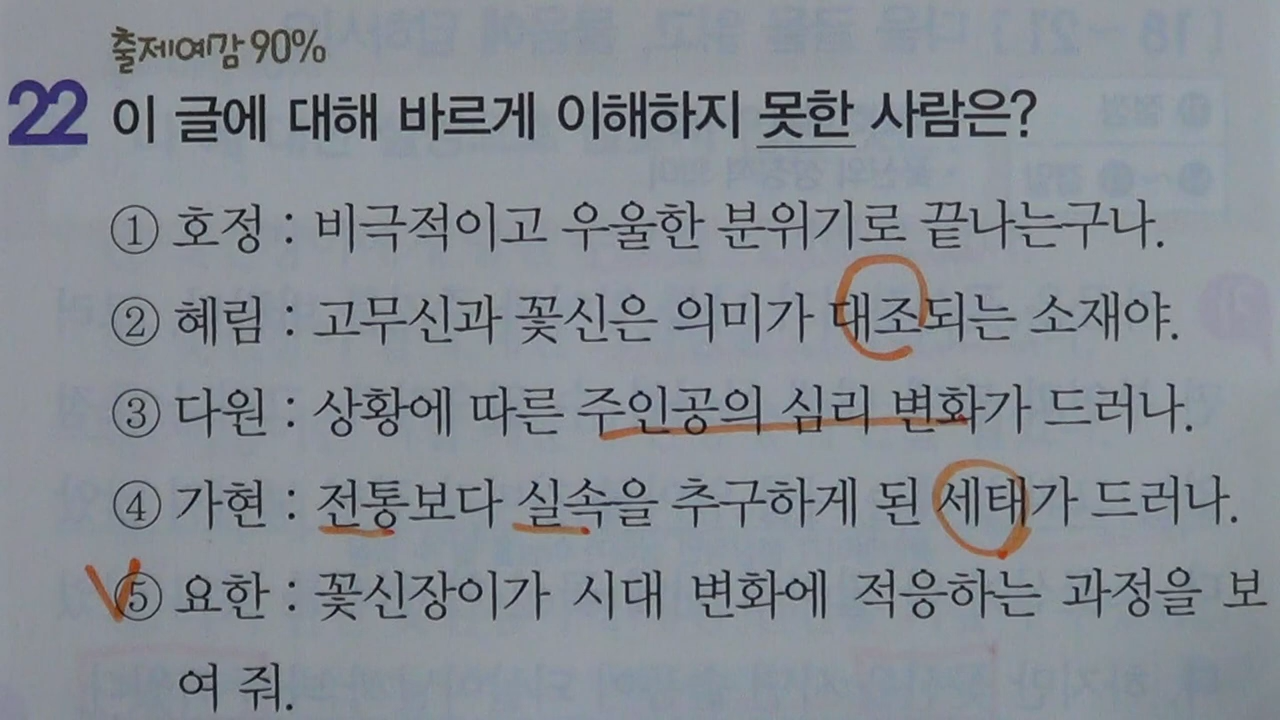 출제예감 90%
22 이 글에 대해 바르게 이해하지 못한 사람은?
① 호정 : 비극적이고 우울한 분위기로 끝나는구나.
② 혜림 : 고무신과 꽃신은 의미가 대조되는 소재야.
③ 다원 : 상황에 따른 주인공의 심리 변화가 드러나.
④ 가현 : 전통보다 실속을 추구하게 된 세태가 드러나.
⑤ 요한 : 꽃신장이가 시대 변화에 적응하는 과정을 보
여 줘.